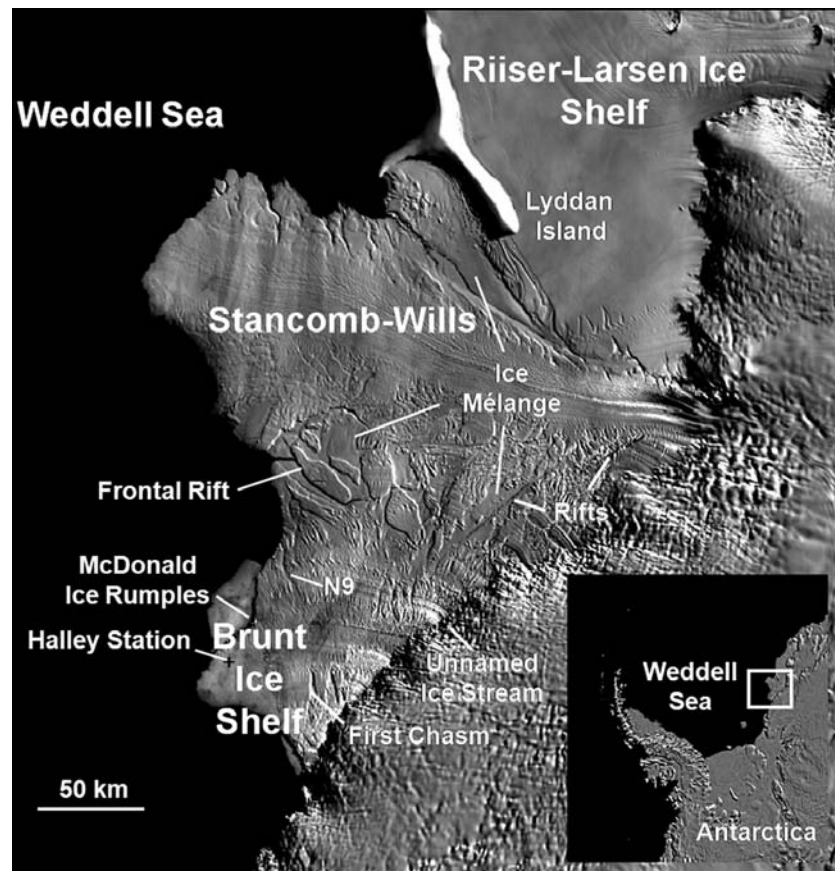 Weddell Sea
Riiser-Larsen Ice
Shelf
Lyddan
Island
Stancomb-Wills
Ice
Mélange
Frontal Rift
Rifts
McDonald
Ice Rumples
N9
Halley Station
Brunt
Ice
Shelf
Unnamed
Ice Stream
First Chasm
50 km
Weddell
Sea
Antarctica